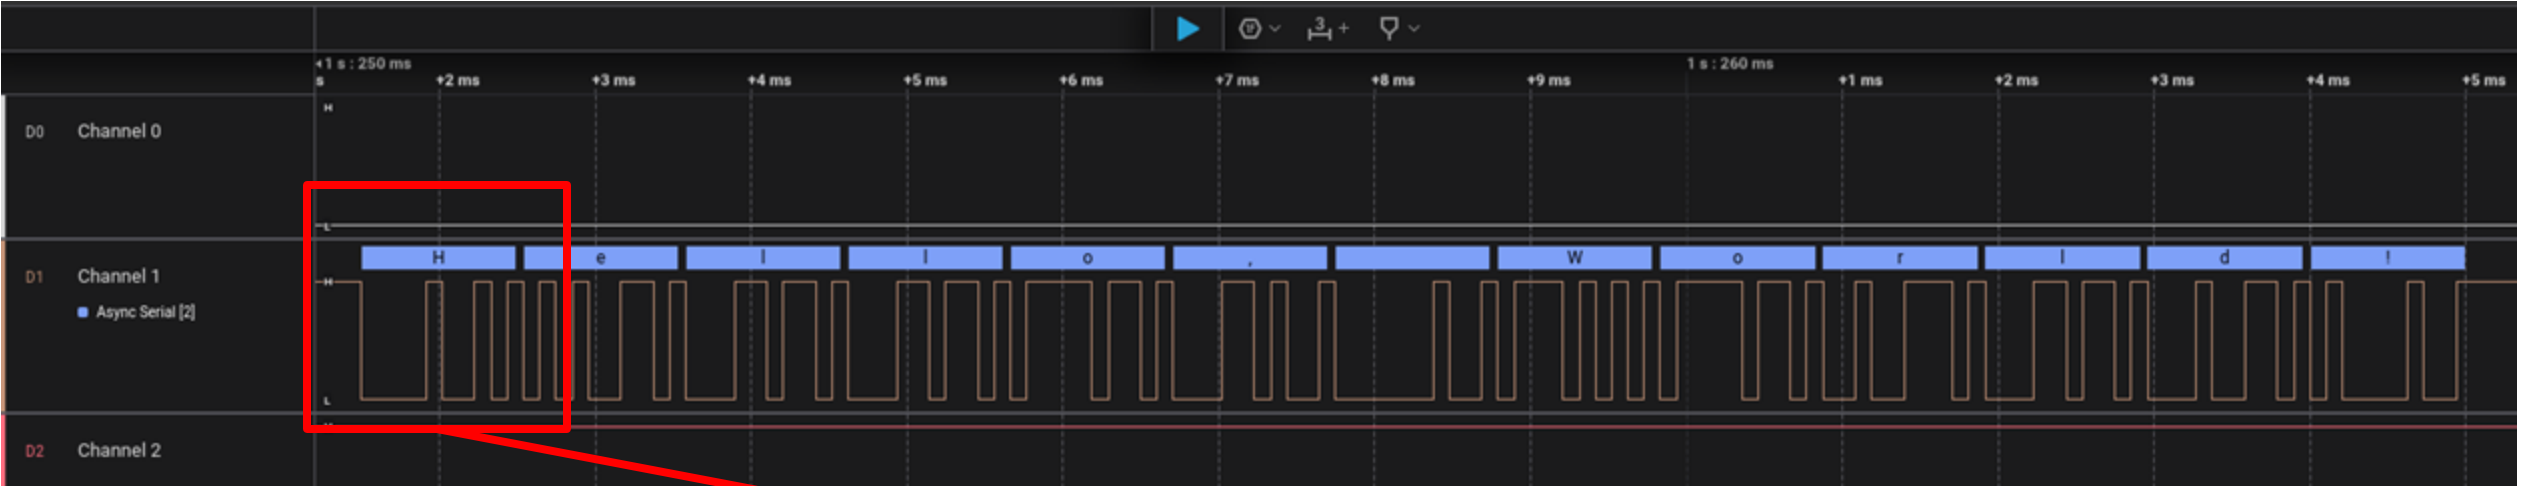 3 +
1 s : 250 ms 1 s : 260 ms
s +2 ms +3 ms +4 ms +5 ms +6 ms +7 ms +8 ms +9 ms +1 ms +2 ms +3 ms +4 ms +5 ms
H
D0 Channel 0
L
H e l l o , W o r l d !
D1 Channel 1 H
Async Serial [2]
L
D2 Channel 2